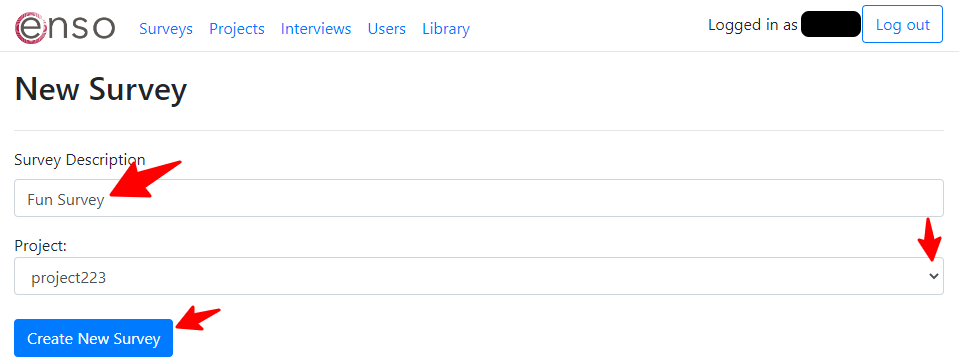 enso Surveys Projects Interviews Users Library Logged in as Log out
New Survey
Survey Description
Fun Survey
Project:
project223
Create New Survey